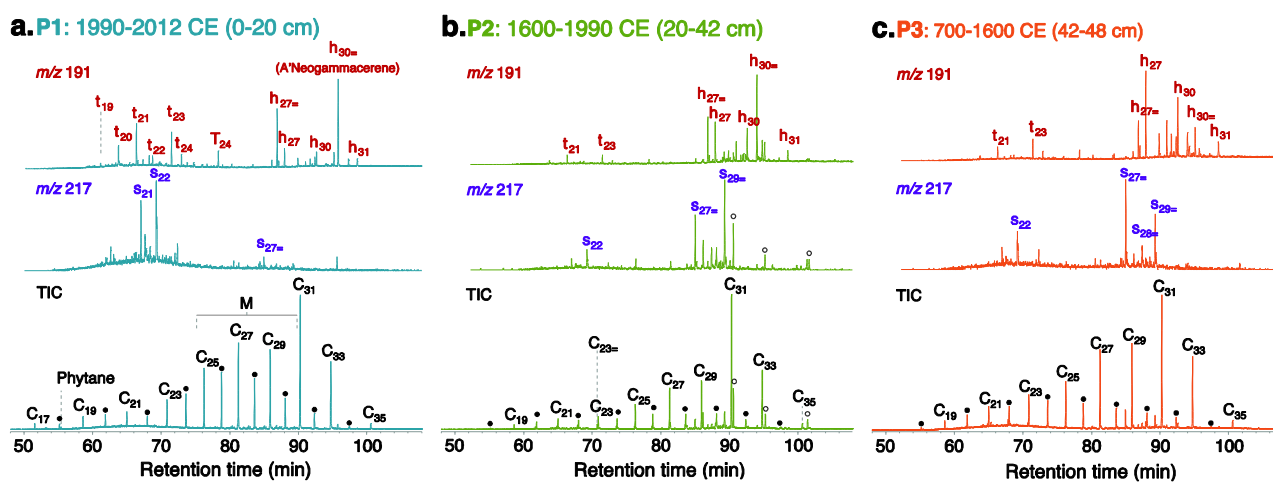 a. P1: 1990-2012 CE (0-20 cm)
m/z 191
h30=
(A'Neogammacerene)
t19
t20
t21
t22
t23
t24
T24
h27=
h27
h30
h31
m/z 217
s21
s22
s27=
TIC
M
Phytane
C17
C19
C21
C23
C25
C27
C29
C31
C33
C35
50 60 70 80 90 100
Retention time (min)
b. P2: 1600-1990 CE (20-42 cm)
m/z 191
t21
t23
h27=
h27
h30
h30=
h31
m/z 217
s22
s27=
s29=
TIC
C19
C21
C23=
C23
C25
C27
C29
C31
C33
C35
50 60 70 80 90 100
Retention time (min)
c. P3: 700-1600 CE (42-48 cm)
m/z 191
t21
t23
h27=
h27
h30
h30=
h31
m/z 217
s22
s27=
s28=
s29=
TIC
C19
C21
C23
C25
C27
C29
C31
C33
C35
50 60 70 80 90 100
Retention time (min)